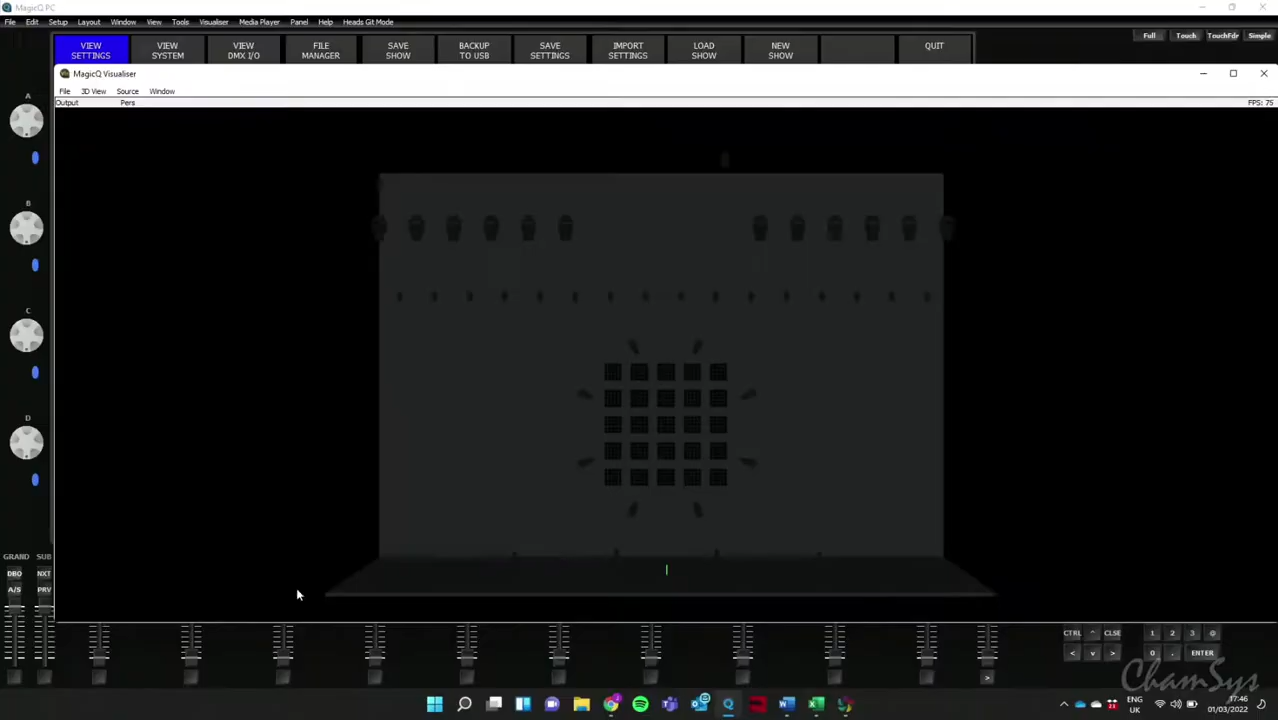 MagicQ PC
File Edit Setup Layout Window View Tools Visualiser Media Player Panel Help Heads Git Mode
VIEW SETTINGS
VIEW SYSTEM
VIEW DMX I/O
FILE MANAGER
SAVE SHOW
BACKUP TO USB
SAVE SETTINGS
IMPORT SETTINGS
LOAD SHOW
NEW SHOW
QUIT
Full Touch TouchFdr Simple
MagicQ Visualiser
File 3D View Source Window
Output Pers FPS: 75
A
B
C
D
GRAND SUB
DBO NXT
A/S PRV
CTRL ^ CLSE 1 2 3 @
< v > 0 . ENTER
>
ChamSys
ENG
UK
17:46
01/03/2022